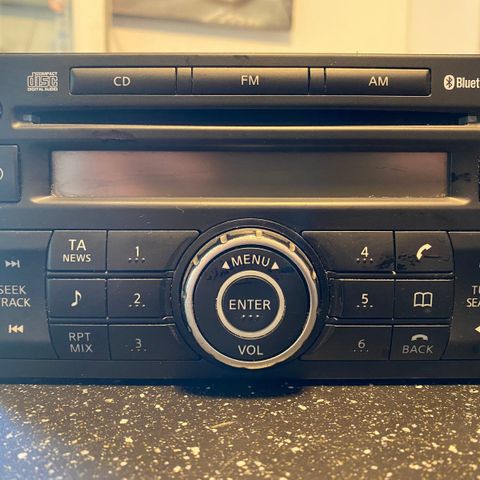 COMPACT
disc
DIGITAL AUDIO
CD
FM
AM
Bluet
TA
NEWS
1
SEEK
TRACK
2
RPT
MIX
3
MENU
ENTER
VOL
4
5
6
BACK